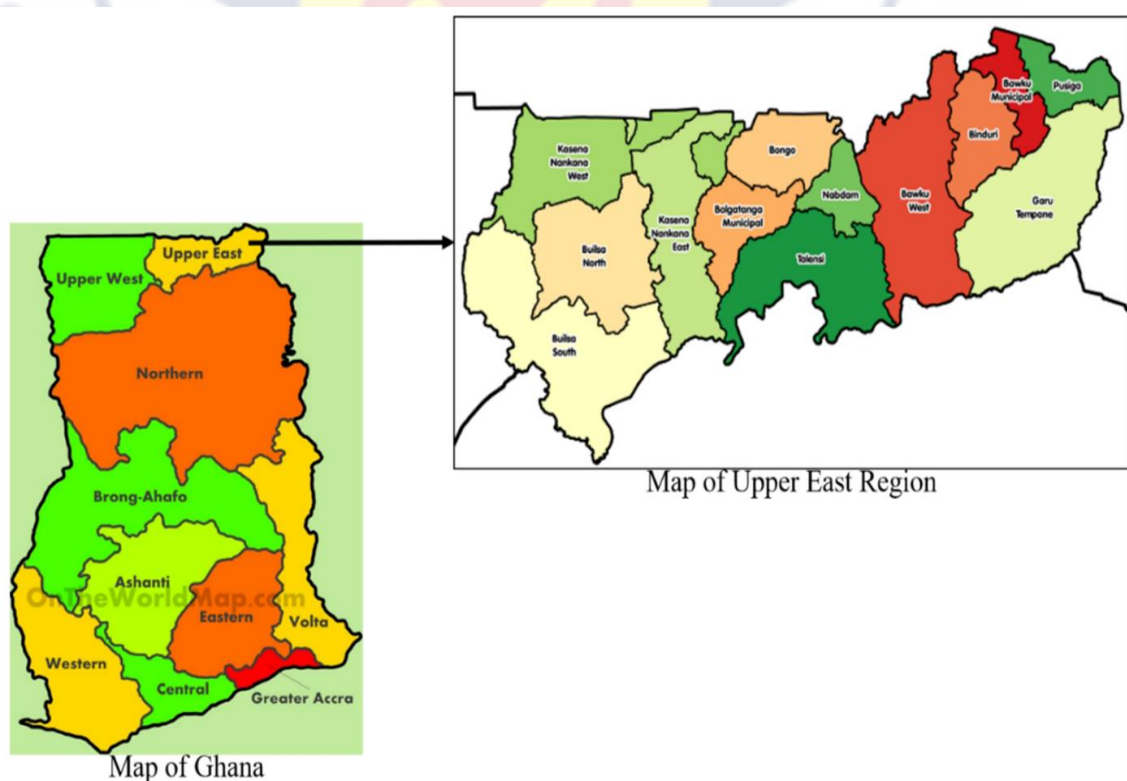 Upper West
Upper East
Northern
Brong-Ahafo
Ashanti
OnTheWorldMap.com
Eastern
Volta
Western
Central
Greater Accra
Map of Ghana
Kasena
Nankana
West
Builsa
North
Builsa
South
Kasena
Nankana
East
Bongo
Bolgatanga
Municipal
Nabdam
Talensi
Bawku
West
Binduri
Bawku
Municipal
Pusiga
Garu
Tempane
Map of Upper East Region